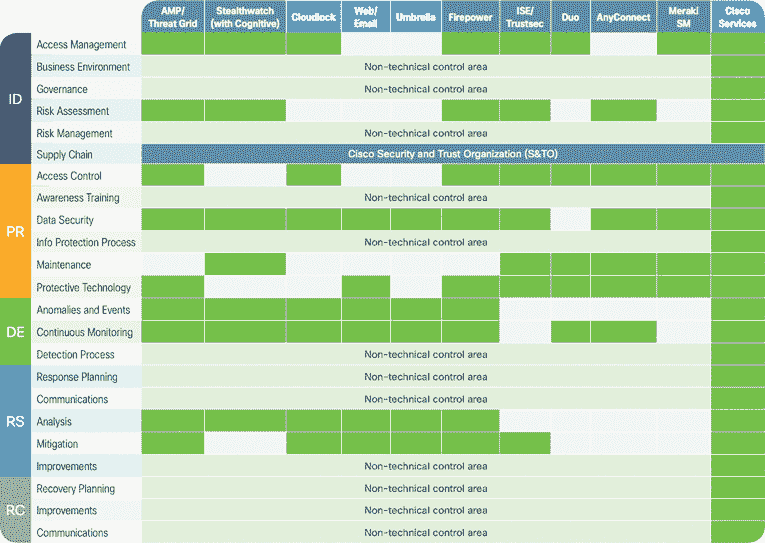 AMP/ Stealthwatch Cloudlock Web/ Umbrella Firepower ISE/ Duo AnyConnect Meraki Cisco
Threat Grid (with Cognitive) Email Trustsec SM Services
ID
Access Management
Business Environment Non-technical control area
Governance Non-technical control area
Risk Assessment
Risk Management Non-technical control area
Supply Chain Cisco Security and Trust Organization (S&TO)
PR
Access Control
Awareness Training Non-technical control area
Data Security
Info Protection Process Non-technical control area
Maintenance
Protective Technology
DE
Anomalies and Events
Continuous Monitoring
Detection Process Non-technical control area
RS
Response Planning Non-technical control area
Communications Non-technical control area
Analysis
Mitigation
Improvements Non-technical control area
RC
Recovery Planning Non-technical control area
Improvements Non-technical control area
Communications Non-technical control area